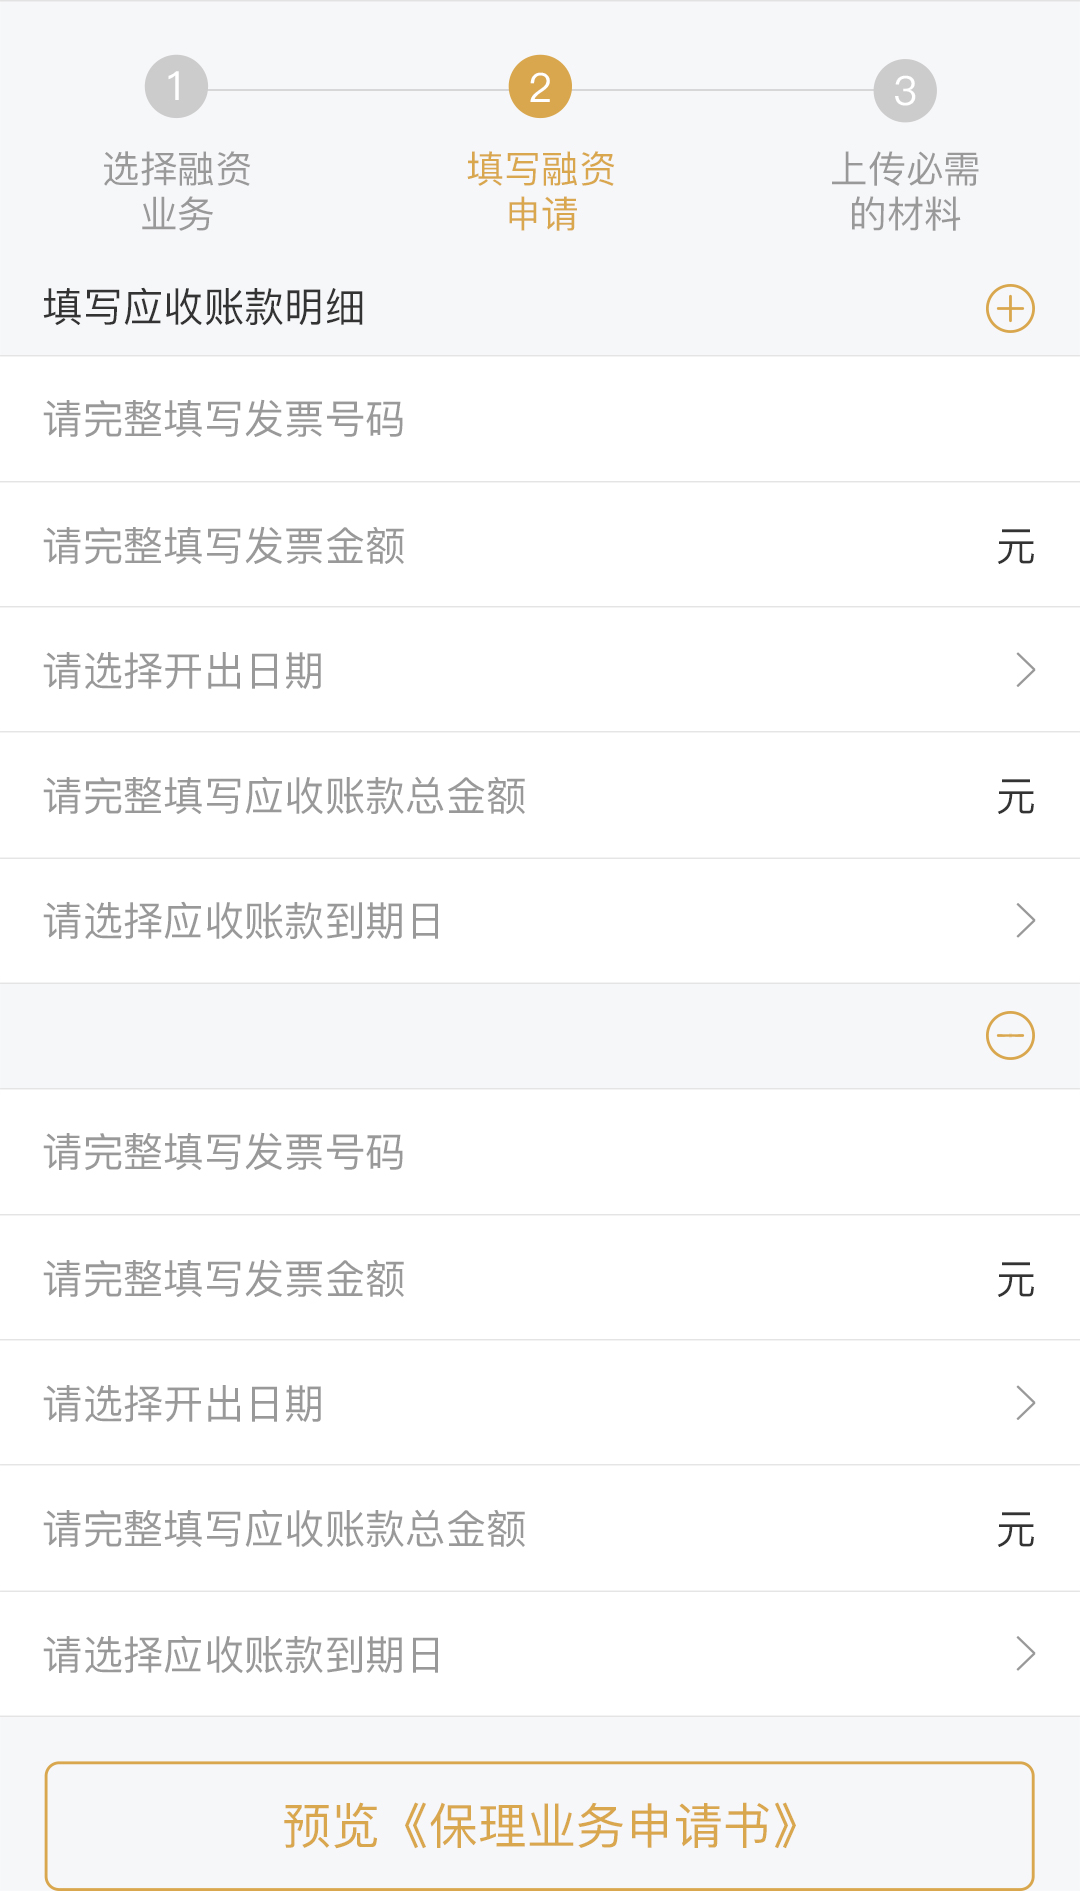 1
2
3
选择融资
业务
填写融资
申请
上传必需
的材料
填写应收账款明细
请完整填写发票号码
请完整填写发票金额 元
请选择开出日期
请完整填写应收账款总金额 元
请选择应收账款到期日
请完整填写发票号码
请完整填写发票金额 元
请选择开出日期
请完整填写应收账款总金额 元
请选择应收账款到期日
预览《保理业务申请书》